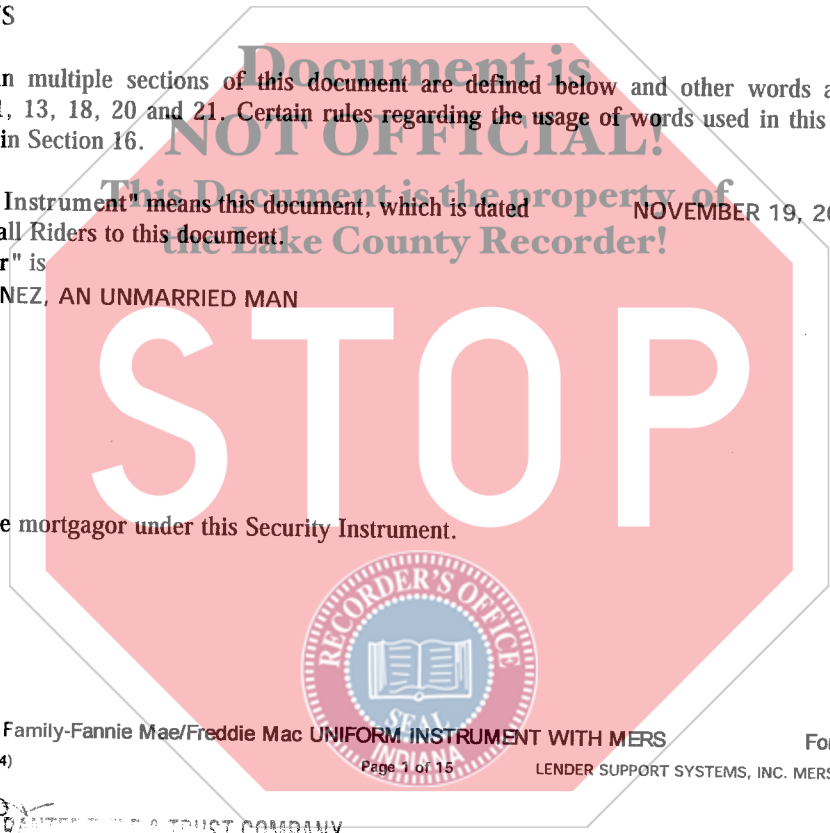 S
Document is
n multiple sections of this document are defined below and other words a
, 13, 18, 20 and 21. Certain rules regarding the usage of words used in this
NOT OFFICIAL!
in Section 16.
This Document is the property of
Instrument" means this document, which is dated NOVEMBER 19, 20
all Riders to this document.
the Lake County Recorder!
r" is
NEZ, AN UNMARRIED MAN
STOP
e mortgagor under this Security Instrument.
RECORDER'S OFFICE
SEAL
INDIANA
Family-Fannie Mae/Freddie Mac UNIFORM INSTRUMENT WITH MERS Fo
4) Page 1 of 15 LENDER SUPPORT SYSTEMS, INC. MERS
TRUST COMPANY